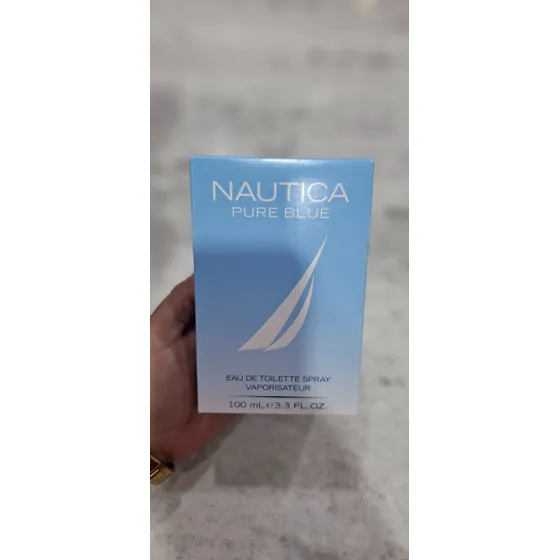 NAUTICA
PURE BLUE
EAU DE TOILETTE SPRAY
VAPORISATEUR
100 mL ℮ 3.3 FL.OZ.